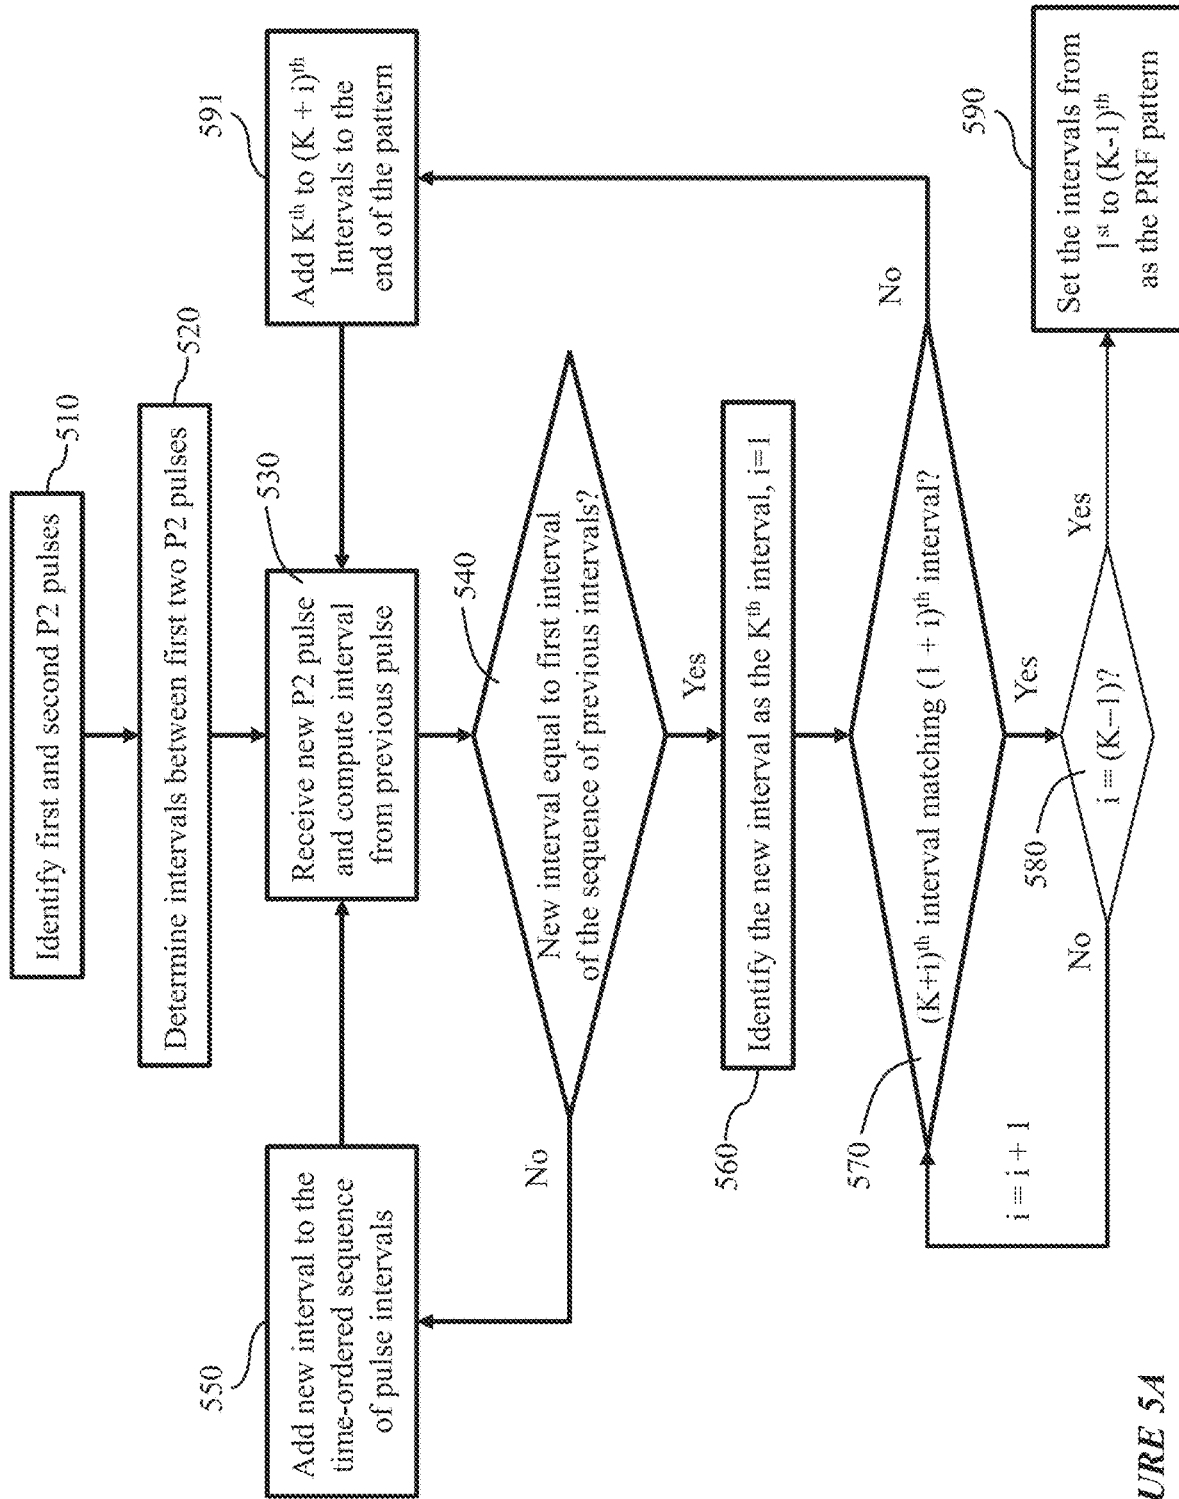 510
Identify first and second P2 pulses
520
Determine intervals between first two P2 pulses
530
Receive new P2 pulse
and compute interval
from previous pulse
540
New interval equal to first interval
of the sequence of previous intervals?
No
550
Add new interval to the
time-ordered sequence
of pulse intervals
Yes
560
Identify the new interval as the Kth interval, i=1
570
(K+i)th interval matching (1 + i)th interval?
No
591
Add Kth to (K + i)th
Intervals to the
end of the pattern
Yes
580
i = (K–1)?
No
i = i + 1
Yes
590
Set the intervals from
1st to (K-1)th
as the PRF pattern
URE 5A